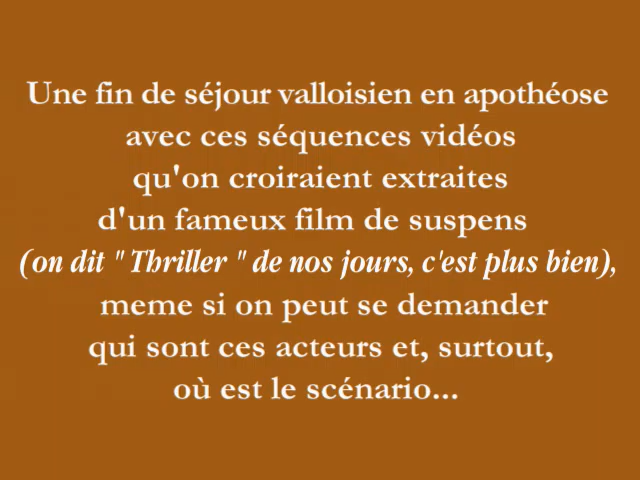 Une fin de séjour valloisien en apothéose
avec ces séquences vidéos
qu'on croiraient extraites
d'un fameux film de suspens
(on dit " Thriller " de nos jours, c'est plus bien),
meme si on peut se demander
qui sont ces acteurs et, surtout,
où est le scénario...